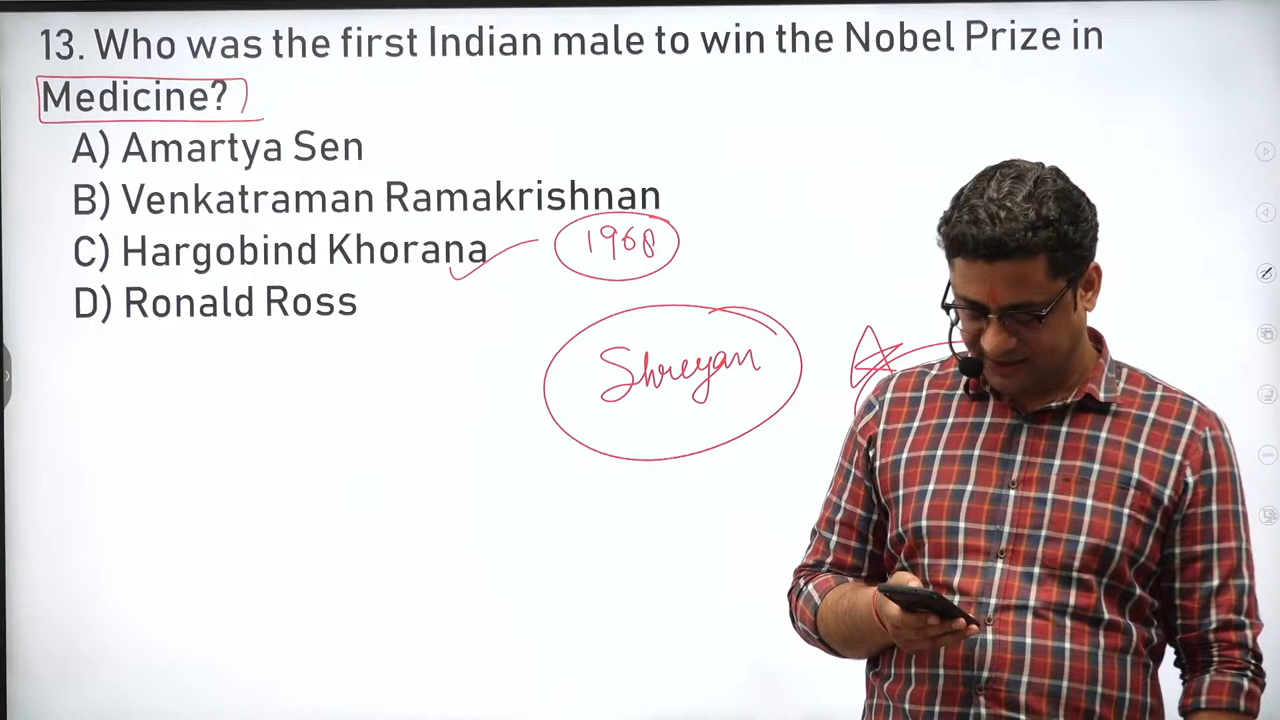 13. Who was the first Indian male to win the Nobel Prize in
Medicine?
A) Amartya Sen
B) Venkatraman Ramakrishnan
C) Hargobind Khorana
1968
D) Ronald Ross
Shreyan